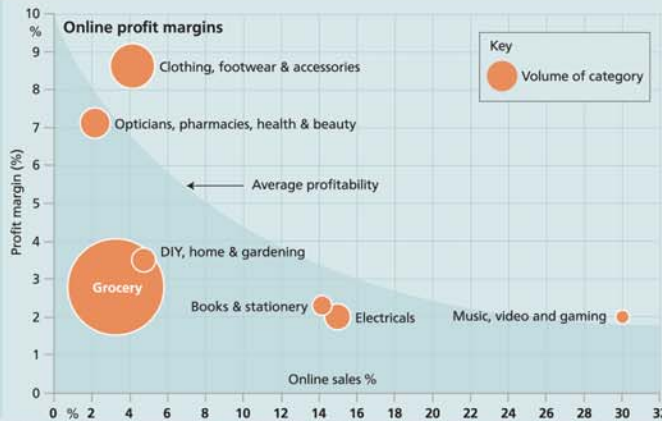 Online profit margins
10
%
9
8
7
6
5
4
3
2
1
0
Profit margin (%)
Key
Volume of category
Clothing, footwear & accessories
Opticians, pharmacies, health & beauty
Average profitability
DIY, home & gardening
Grocery
Books & stationery
Electricals
Music, video and gaming
Online sales %
0 % 2 4 6 8 10 12 14 16 18 20 22 24 26 28 30 32